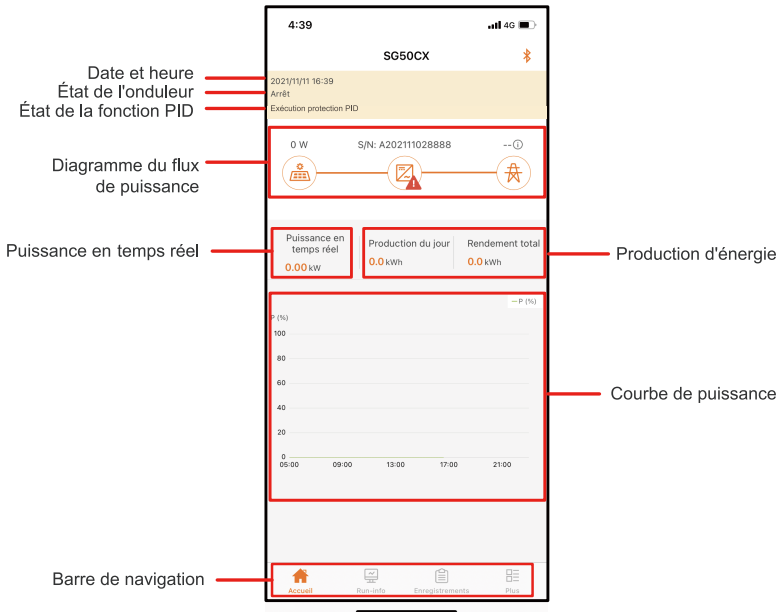 4:39
4G
SG50CX
Date et heure
2021/11/11 16:39
État de l'onduleur
Arrêt
État de la fonction PID
Exécution protection PID
Diagramme du flux
de puissance
0 W
S/N: A202111028888
--
Puissance en temps réel
Puissance en
temps réel
0.00 kW
Production du jour
0.0 kWh
Rendement total
0.0 kWh
Production d'énergie
P (%)
P (%)
100
80
60
40
20
0
05:00
09:00
13:00
17:00
21:00
Courbe de puissance
Barre de navigation
Accueil
Run-info
Enregistrements
Plus